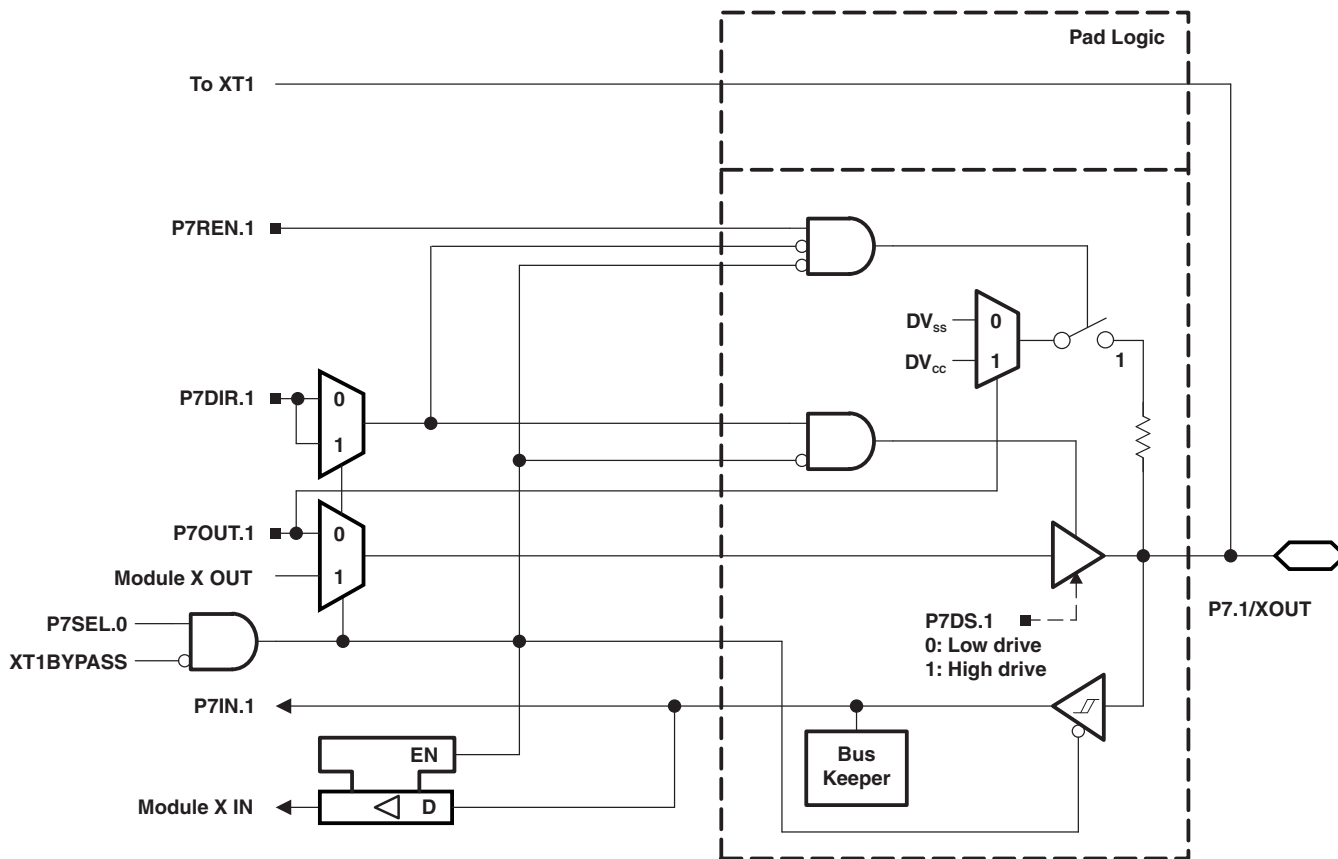 Pad Logic
To XT1
P7REN.1
DVss
0
DVcc
1
1
P7DIR.1
0
1
P7OUT.1
0
Module X OUT
1
P7SEL.0
XT1BYPASS
P7DS.1
0: Low drive
1: High drive
P7.1/XOUT
P7IN.1
EN
Bus
Keeper
Module X IN
D